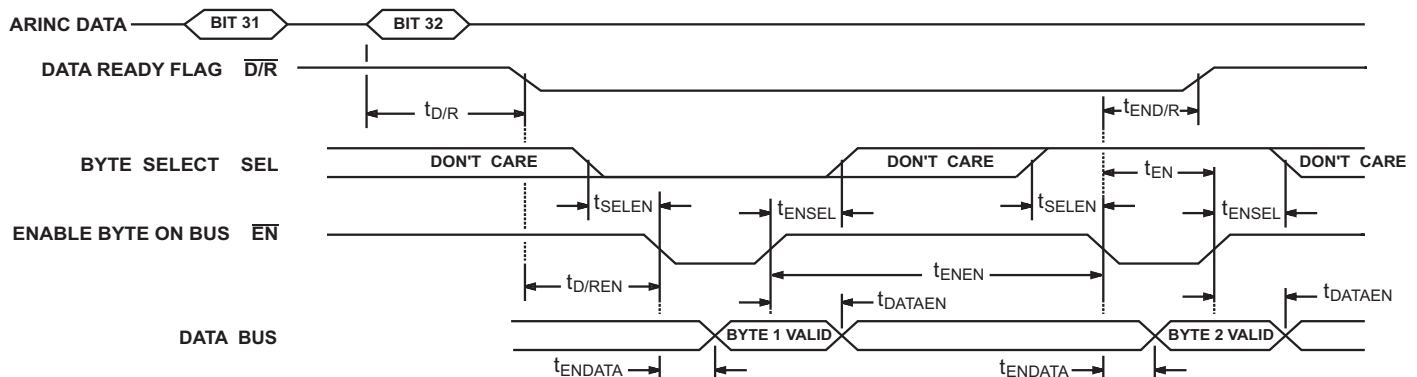 ARINC DATA BIT 31 BIT 32
DATA READY FLAG D/R
tD/R tEND/R
BYTE SELECT SEL DON'T CARE DON'T CARE DON'T CARE
tEN
tSELEN tENSEL tSELEN tENSEL
ENABLE BYTE ON BUS EN
tD/REN tENEN
tDATAEN tDATAEN
DATA BUS BYTE 1 VALID BYTE 2 VALID
tENDATA tENDATA